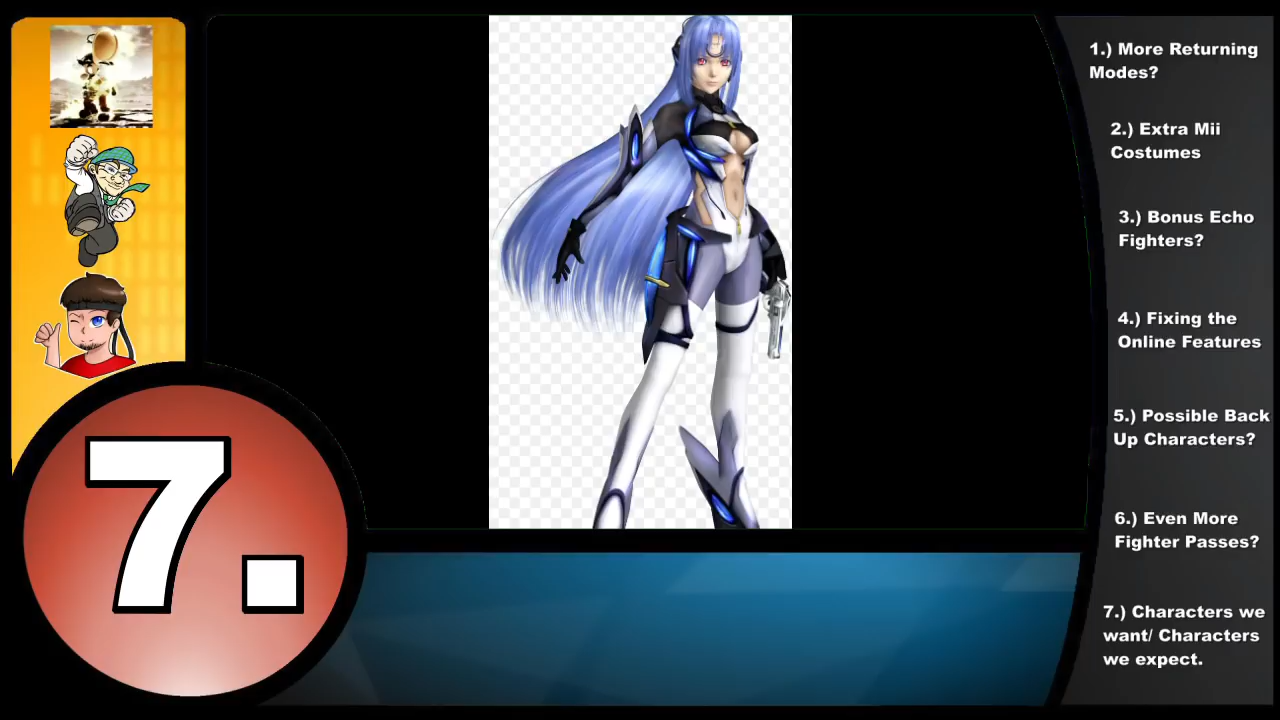 1.) More Returning
Modes?
2.) Extra Mii
Costumes
3.) Bonus Echo
Fighters?
4.) Fixing the
Online Features
5.) Possible Back
Up Characters?
6.) Even More
Fighter Passes?
7.) Characters we
want/ Characters
we expect.
7.